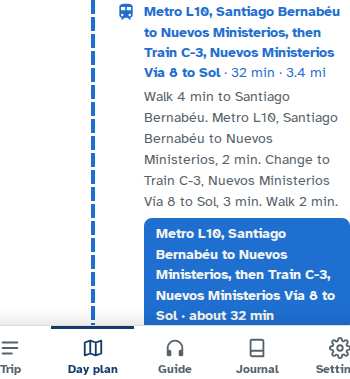 Metro L10, Santiago Bernabéu
to Nuevos Ministerios, then
Train C-3, Nuevos Ministerios
Vía 8 to Sol · 32 min · 3.4 mi
Walk 4 min to Santiago
Bernabéu. Metro L10, Santiago
Bernabéu to Nuevos
Ministerios, 2 min. Change to
Train C-3, Nuevos Ministerios
Vía 8 to Sol, 3 min. Walk 2 min.
Metro L10, Santiago
Bernabéu to Nuevos
Ministerios, then Train C-3,
Nuevos Ministerios Vía 8 to
Sol · about 32 min
Trip Day plan Guide Journal Settin